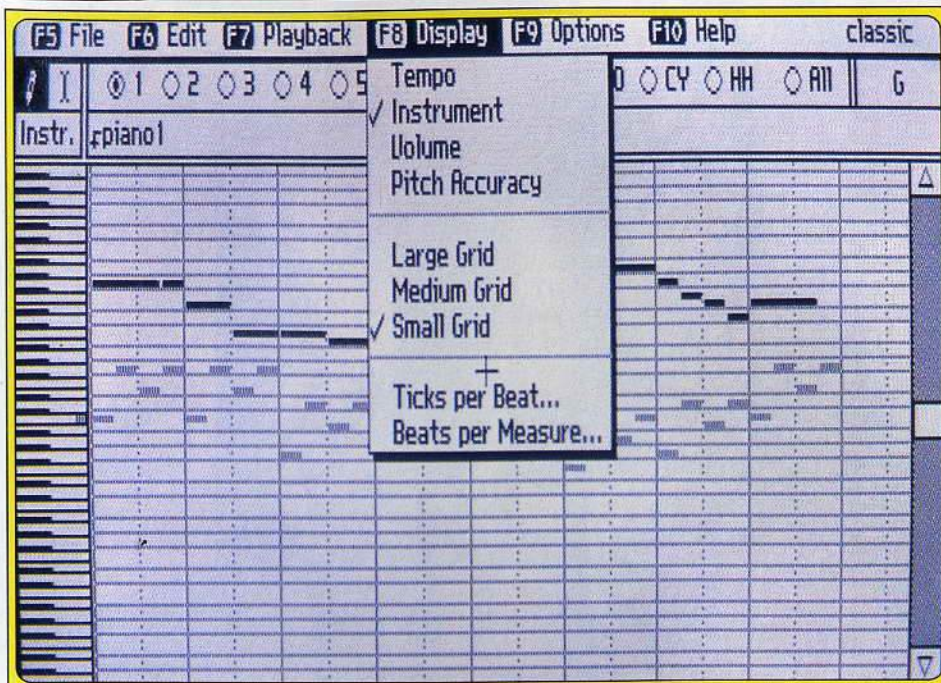 F5 File F6 Edit F7 Playback F8 Display F9 Options F10 Help classic
1 2 3 4 5 CY HH All G
Instr. piano1
Tempo
✓ Instrument
Volume
Pitch Accuracy
Large Grid
Medium Grid
✓ Small Grid
Ticks per Beat...
Beats per Measure...